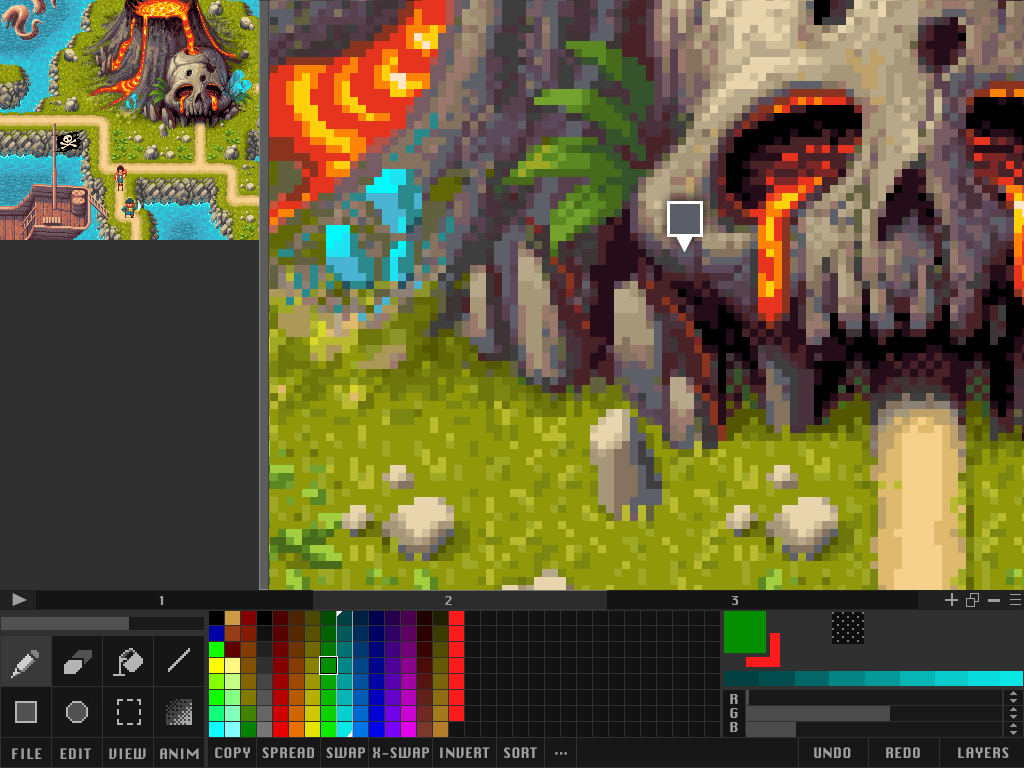 1 2 3
R
G
B
FILE EDIT VIEW ANIM COPY SPREAD SWAP X-SWAP INVERT SORT ... UNDO REDO LAYERS